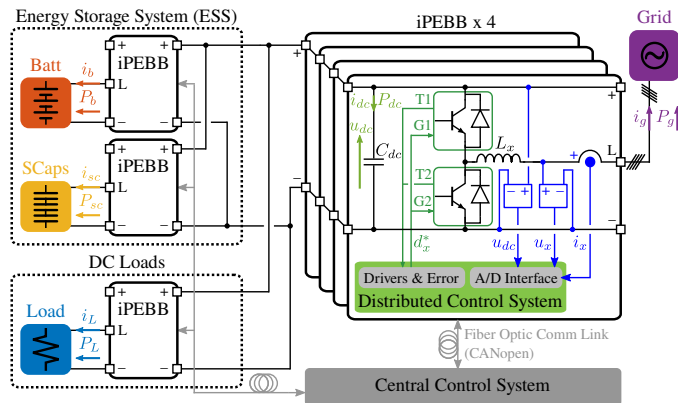 Energy Storage System (ESS)
iPEBB x 4
Grid
Batt
i_b
P_b
+ +
iPEBB
L
− −
SCaps
i_sc
P_sc
+ +
iPEBB
L
− −
DC Loads
Load
i_L
P_L
+ +
iPEBB
L
− −
+
−
i_dc
P_dc
u_dc
C_dc
T1
G1
T2
G2
d_x^*
L_x
+
L
−
+
− +
+ −
u_dc
u_x
i_x
i_g
P_g
Drivers & Error
A/D Interface
Distributed Control System
Fiber Optic Comm Link
(CANopen)
Central Control System